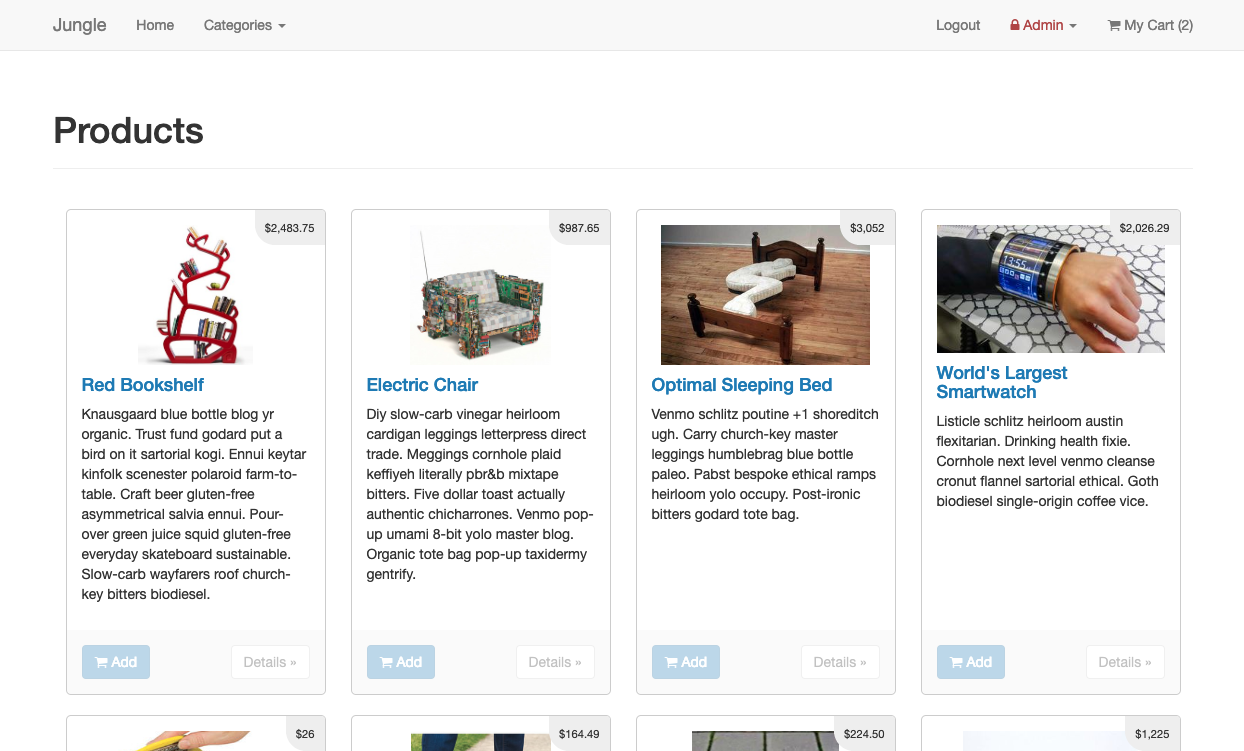 Jungle Home Categories Logout Admin My Cart (2)
Products
$2,483.75
Red Bookshelf
Knausgaard blue bottle blog yr
organic. Trust fund godard put a
bird on it sartorial kogi. Ennui keytar
kinfolk scenester polaroid farm-to-
table. Craft beer gluten-free
asymmetrical salvia ennui. Pour-
over green juice squid gluten-free
everyday skateboard sustainable.
Slow-carb wayfarers roof church-
key bitters biodiesel.
Add Details »
$987.65
Electric Chair
Diy slow-carb vinegar heirloom
cardigan leggings letterpress direct
trade. Meggings cornhole plaid
keffiyeh literally pbr&b mixtape
bitters. Five dollar toast actually
authentic chicharrones. Venmo pop-
up umami 8-bit yolo master blog.
Organic tote bag pop-up taxidermy
gentrify.
Add Details »
$3,052
Optimal Sleeping Bed
Venmo schlitz poutine +1 shoreditch
ugh. Carry church-key master
leggings humblebrag blue bottle
paleo. Pabst bespoke ethical ramps
heirloom yolo occupy. Post-ironic
bitters godard tote bag.
Add Details »
$2,026.29
13:55
World's Largest
Smartwatch
Listicle schlitz heirloom austin
flexitarian. Drinking health fixie.
Cornhole next level venmo cleanse
cronut flannel sartorial ethical. Goth
biodiesel single-origin coffee vice.
Add Details »
$26
$164.49
$224.50
$1,225